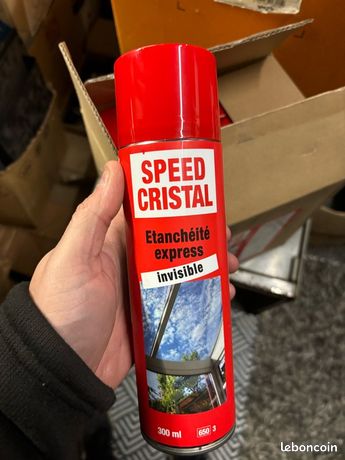 SPEED
CRISTAL
Etanchéité
express
invisible
300 ml
650 3
leboncoin